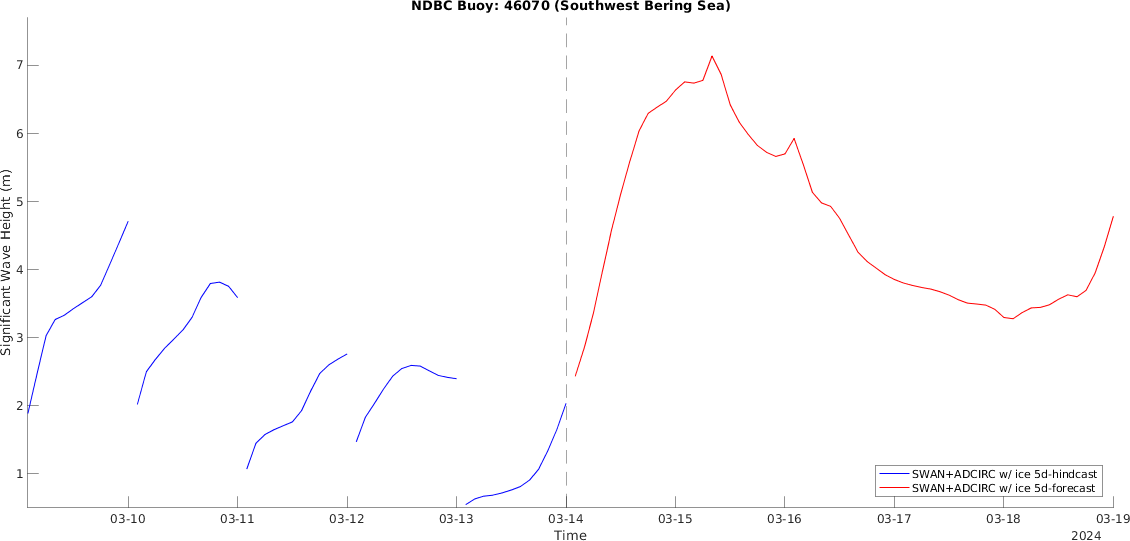 NDBC Buoy: 46070 (Southwest Bering Sea)
Significant Wave Height (m)
7
6
5
4
3
2
1
SWAN+ADCIRC w/ ice 5d-hindcast
SWAN+ADCIRC w/ ice 5d-forecast
03-10 03-11 03-12 03-13 03-14 03-15 03-16 03-17 03-18 03-19
Time
2024